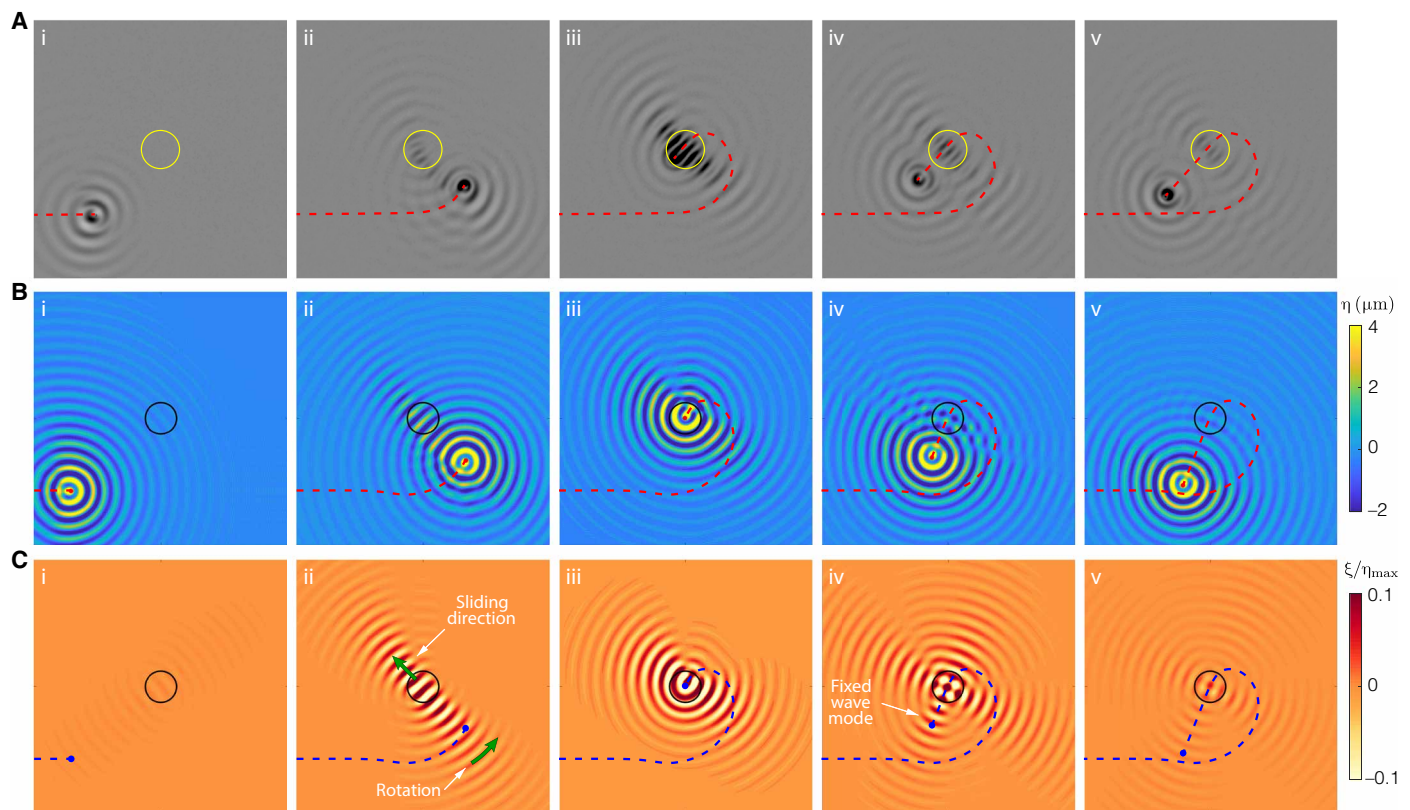 A
i
ii
iii
iv
v
B
i
ii
iii
iv
v
η (μm)
4
2
0
−2
C
i
ii
iii
iv
v
Sliding
direction
Rotation
Fixed
wave
mode
ξ/ηmax
0.1
0
−0.1